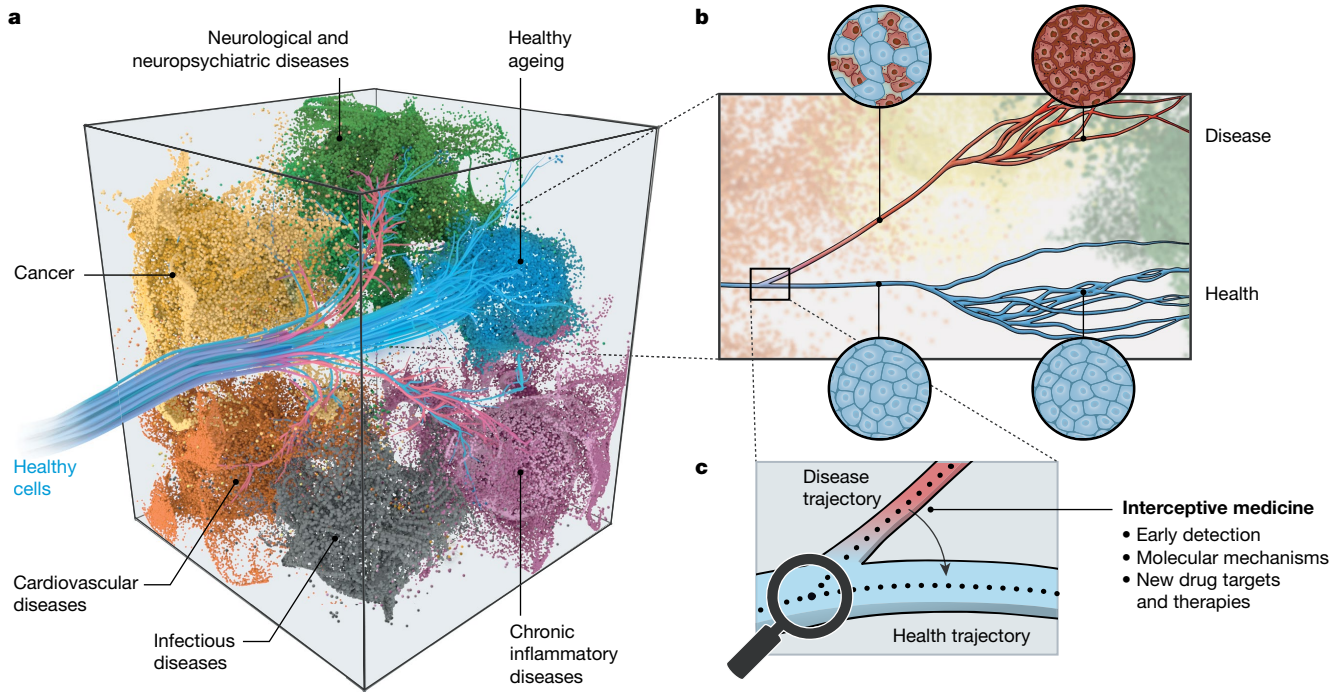 a
Neurological and
neuropsychiatric diseases
Healthy
ageing
Cancer
Healthy
cells
Cardiovascular
diseases
Infectious
diseases
Chronic
inflammatory
diseases
b
Disease
Health
c
Disease
trajectory
Health trajectory
Interceptive medicine
• Early detection
• Molecular mechanisms
• New drug targets
and therapies